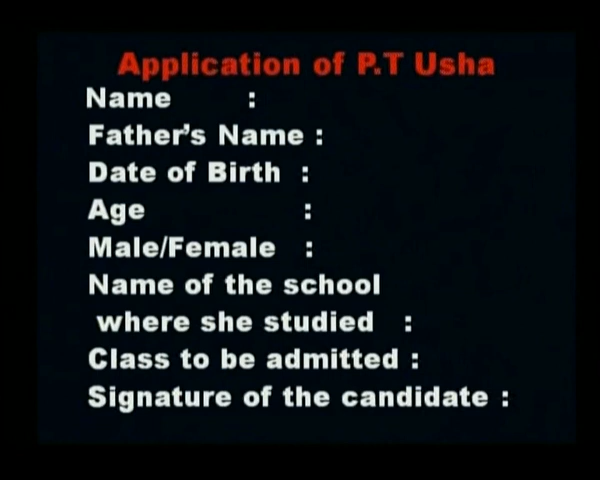 Application of P.T Usha
Name :
Father's Name :
Date of Birth :
Age :
Male/Female :
Name of the school
where she studied :
Class to be admitted :
Signature of the candidate :